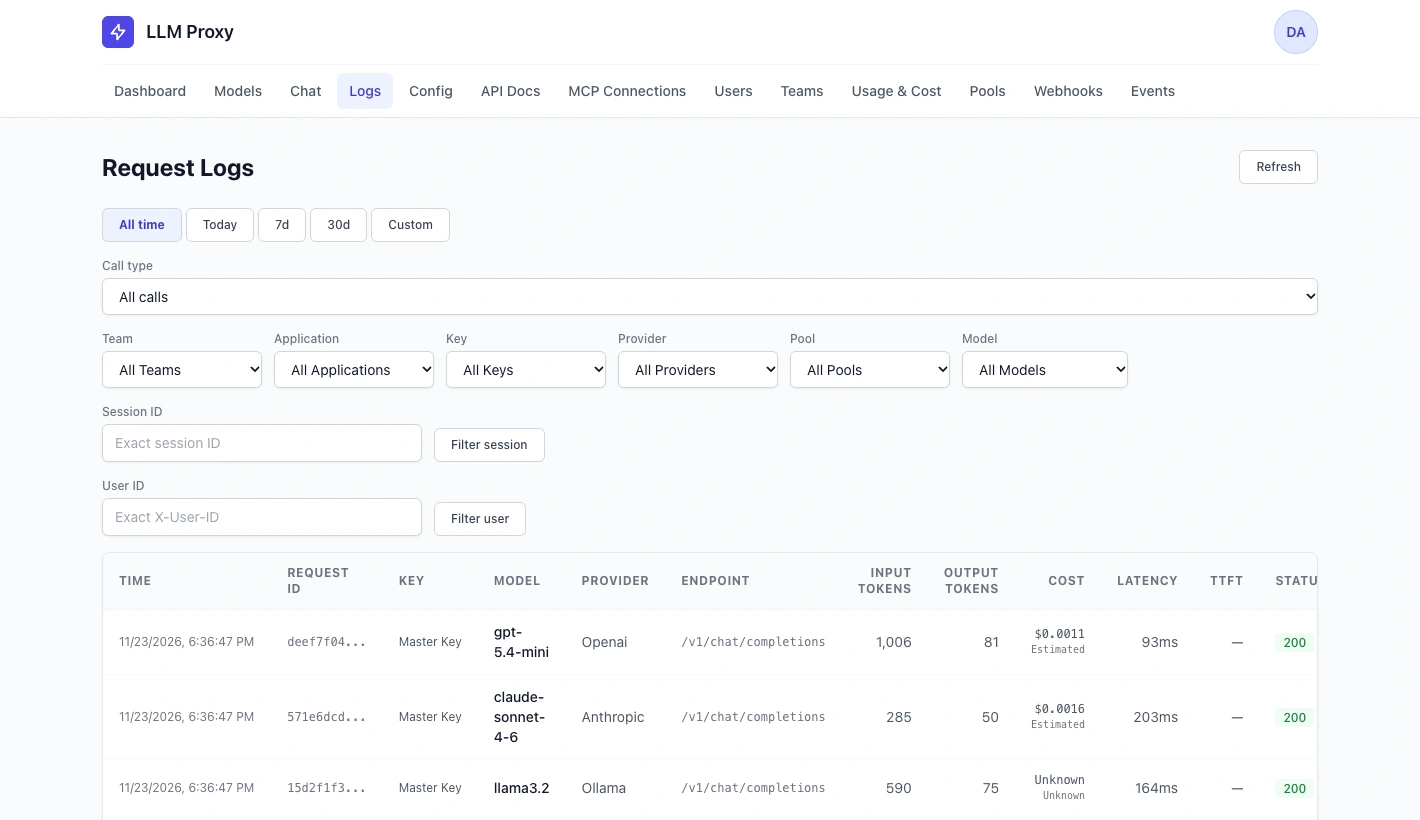 LLM Proxy
DA
Dashboard Models Chat Logs Config API Docs MCP Connections Users Teams Usage & Cost Pools Webhooks Events
Request Logs
Refresh
All time Today 7d 30d Custom
Call type
All calls
Team Application Key Provider Pool Model
All Teams All Applications All Keys All Providers All Pools All Models
Session ID
Exact session ID Filter session
User ID
Exact X-User-ID Filter user
TIME REQUEST ID KEY MODEL PROVIDER ENDPOINT INPUT TOKENS OUTPUT TOKENS COST LATENCY TTFT STATU
11/23/2026, 6:36:47 PM deef7f04... Master Key gpt-5.4-mini Openai /v1/chat/completions 1,006 81 $0.0011 Estimated 93ms — 200
11/23/2026, 6:36:47 PM 571e6dcd... Master Key claude-sonnet-4-6 Anthropic /v1/chat/completions 285 50 $0.0016 Estimated 203ms — 200
11/23/2026, 6:36:47 PM 15d2f1f3... Master Key llama3.2 Ollama /v1/chat/completions 590 75 Unknown Unknown 164ms — 200